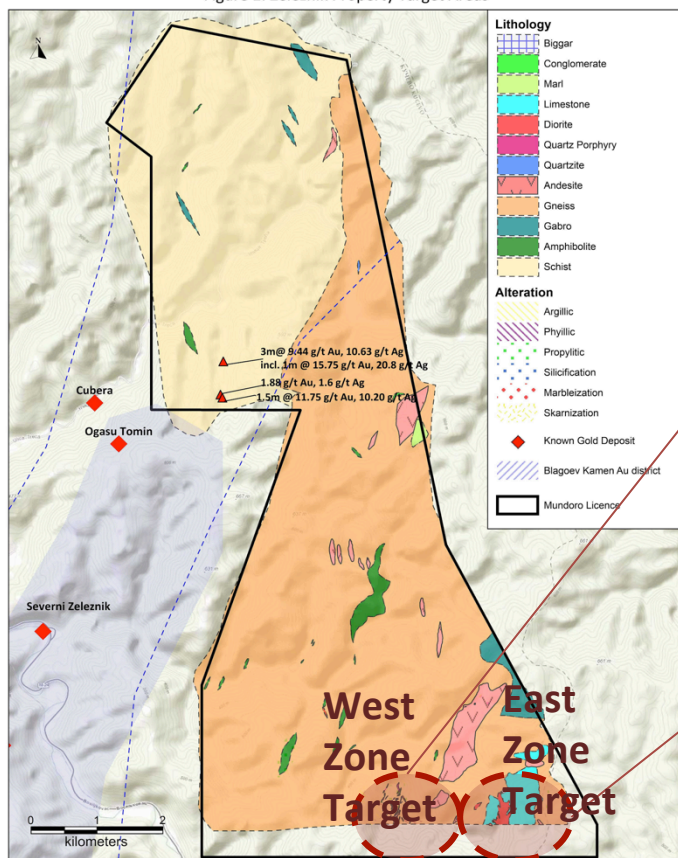 Lithology
Biggar
Conglomerate
Marl
Limestone
Diorite
Quartz Porphyry
Quartzite
Andesite
Gneiss
Gabro
Amphibolite
Schist
Alteration
Argillic
Phyllic
Propylitic
Silicification
Marbleization
Skarnization
Known Gold Deposit
Blagoev Kamen Au district
Mundoro Licence
N
3m@ 9.44 g/t Au, 10.63 g/t Ag
incl. 1m @ 15.75 g/t Au, 20.8 g/t Ag
1.88 g/t Au, 1.6 g/t Ag
1.5m @ 11.75 g/t Au, 10.20 g/t Ag
Cubera
Ogasu Tomin
Severni Zeleznik
West
Zone
Target
East
Zone
Target
0 1 2
kilometers